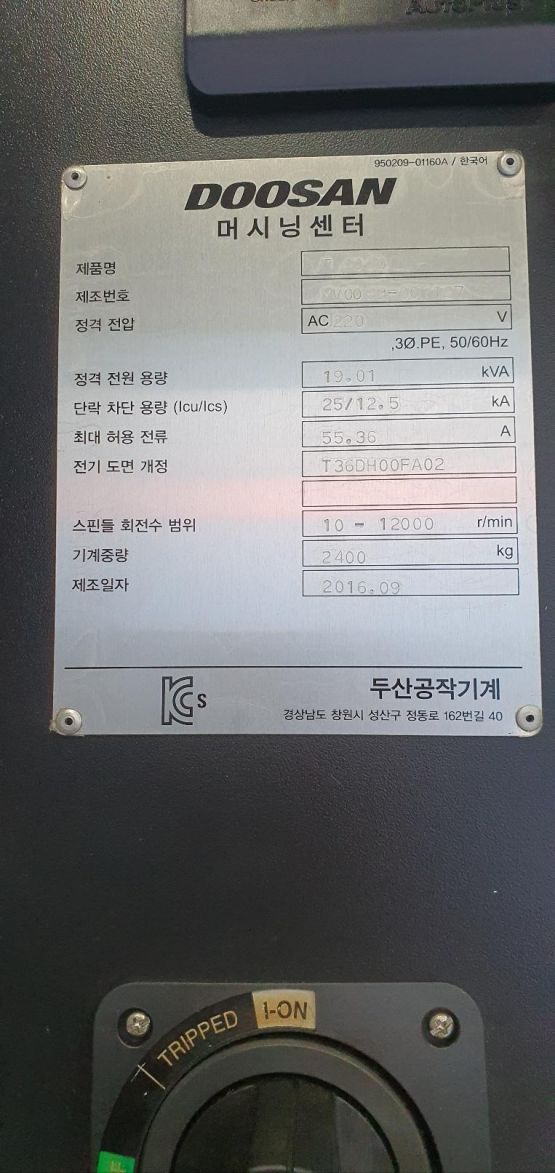 950209-01160A / 한국어
DOOSAN
머시닝센터
제품명
제조번호
정격 전압 AC 220 V
,3Ø.PE, 50/60Hz
정격 전원 용량 19.01 kVA
단락 차단 용량 (Icu/Ics) 25/12.5 kA
최대 허용 전류 55.36 A
전기 도면 개정 T36DH00FA02
스핀들 회전수 범위 10 - 12000 r/min
기계중량 2400 kg
제조일자 2016.09
KCs 두산공작기계
경상남도 창원시 성산구 정동로 162번길 40
TRIPPED I-ON